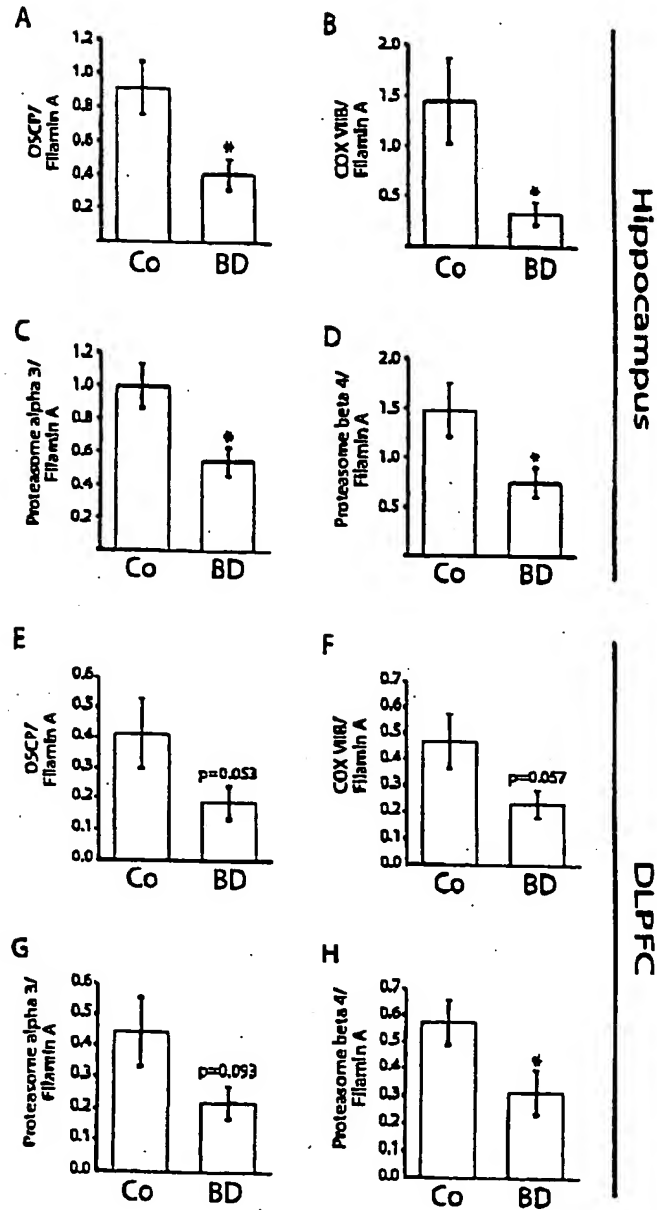 A
OSCP/
Filamin A
1.2
1.0
0.8
0.6
0.4
0.2
*
Co
BD
B
COX VIIB/
Filamin A
2.0
1.5
1.0
0.5
*
Co
BD
C
Proteasome alpha 3/
Filamin A
1.2
1.0
0.8
0.6
0.4
0.2
*
Co
BD
D
Proteasome beta 4/
Filamin A
2.0
1.5
1.0
0.5
*
Co
BD
Hippocampus
E
OSCP/
Filamin A
0.6
0.5
0.4
0.3
0.2
0.1
0.0
p=0.053
Co
BD
F
COX VIIB/
Filamin A
0.7
0.6
0.5
0.4
0.3
0.2
0.1
0.0
p=0.057
Co
BD
G
Proteasome alpha 3/
Filamin A
0.6
0.5
0.4
0.3
0.2
0.1
0.0
p=0.093
Co
BD
H
Proteasome beta 4/
Filamin A
0.7
0.6
0.5
0.4
0.3
0.2
0.1
0.0
*
Co
BD
DLPFC